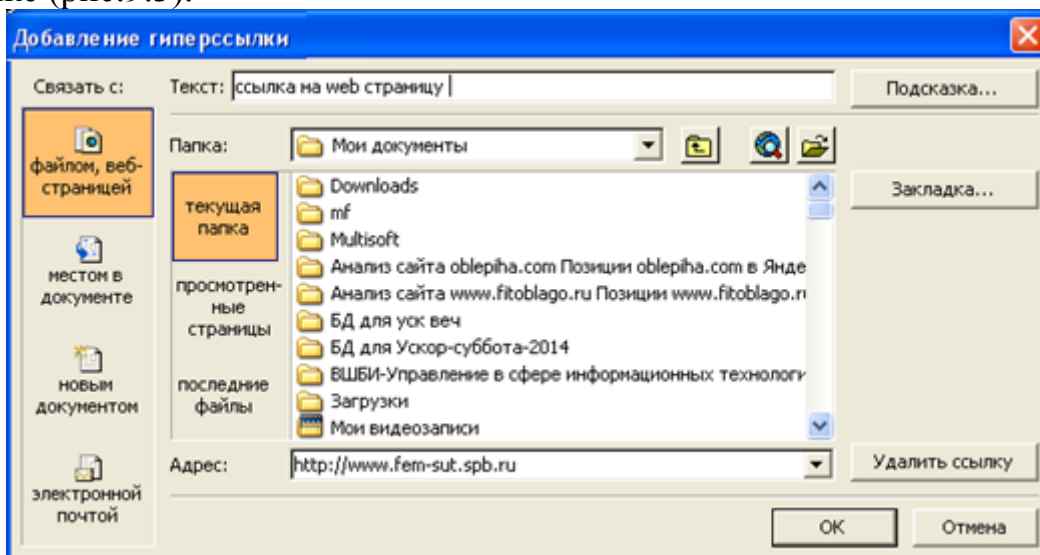 (рис.9.3).
Добавление гиперссылки
Связать с:
Текст: ссылка на web страницу
Подсказка...
файлом, веб-
страницей
Папка:
Мои документы
текущая
папка
Downloads
mf
Multisoft
Анализ сайта oblepiha.com Позиции oblepiha.com в Янде
Анализ сайта www.fitoblago.ru Позиции www.fitoblago.r
БД для уск веч
БД для Ускор-суббота-2014
ВШБИ-Управление в сфере информационных технологи
Загрузки
Мои видеозаписи
Закладка...
местом в
документе
просмотрен-
ные
страницы
новым
документом
последние
файлы
Адрес:
http://www.fem-sut.spb.ru
Удалить ссылку
электронной
почтой
ОК
Отмена